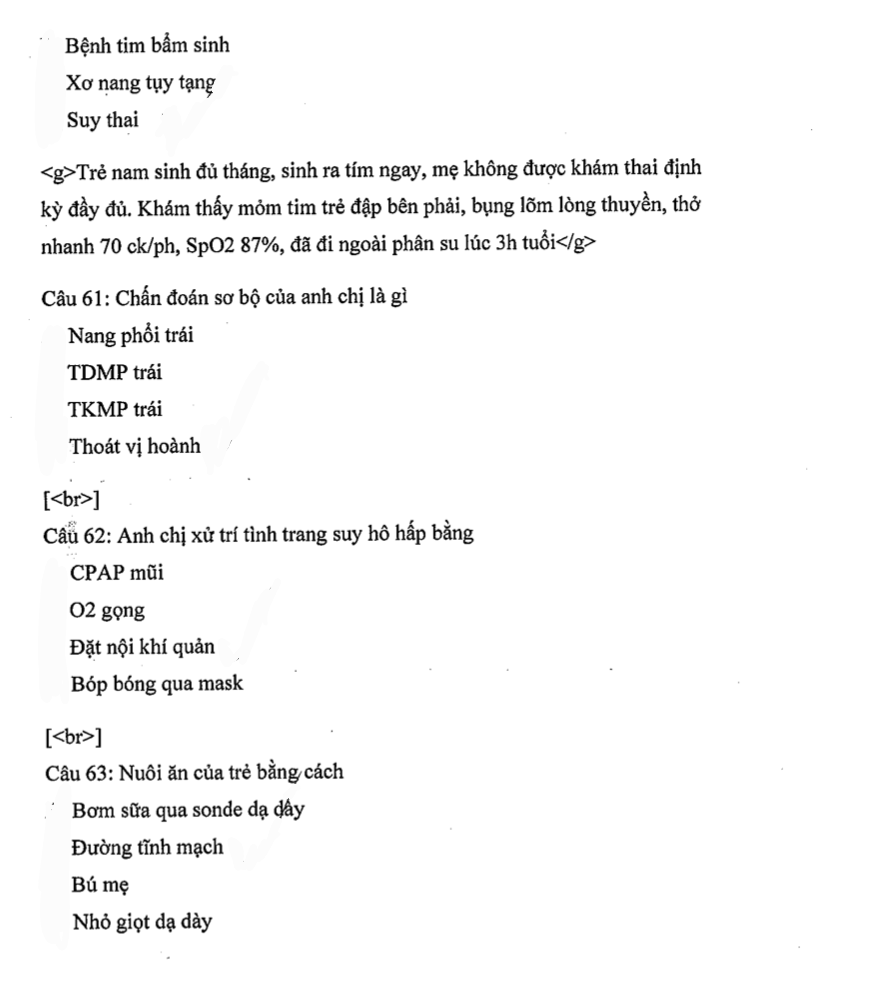 Bệnh tim bẩm sinh
Xơ nang tụy tạng
Suy thai
<g>Trẻ nam sinh đủ tháng, sinh ra tím ngay, mẹ không được khám thai định
kỳ đầy đủ. Khám thấy mỏm tim trẻ đập bên phải, bụng lõm lòng thuyền, thở
nhanh 70 ck/ph, SpO2 87%, đã đi ngoài phân su lúc 3h tuổi</g>
Câu 61: Chẩn đoán sơ bộ của anh chị là gì
Nang phổi trái
TDMP trái
TKMP trái
Thoát vị hoành
[<br>]
Câu 62: Anh chị xử trí tình trang suy hô hấp bằng
CPAP mũi
O2 gọng
Đặt nội khí quản
Bóp bóng qua mask
[<br>]
Câu 63: Nuôi ăn của trẻ bằng cách
Bơm sữa qua sonde dạ dầy
Đường tĩnh mạch
Bú mẹ
Nhỏ giọt dạ dày